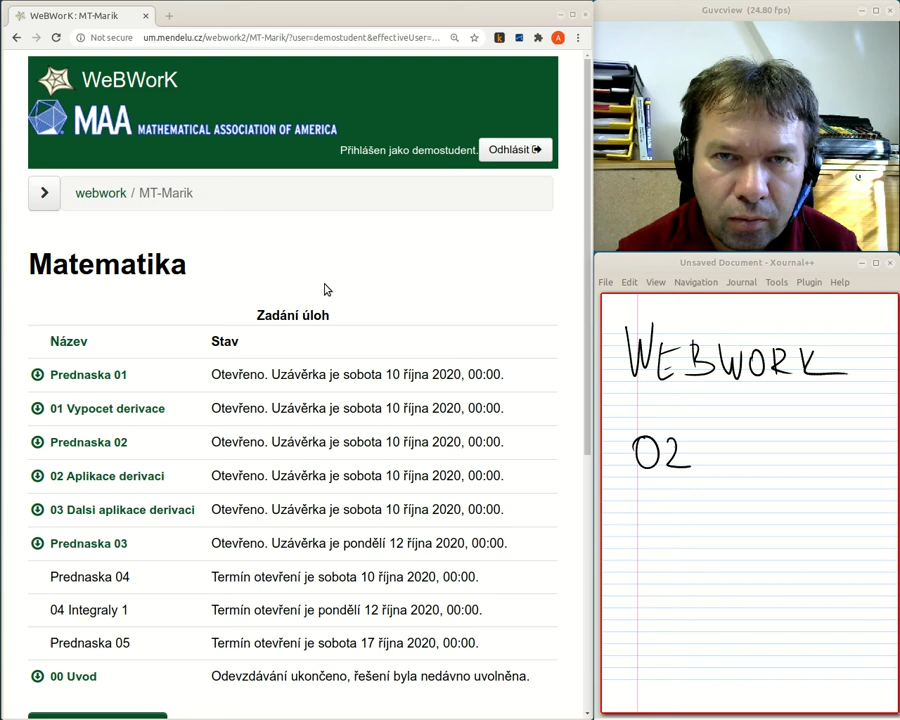 WeBWorK: MT-Marik
Guvcview (24.80 fps)
Not secure
um.mendelu.cz/webwork2/MT-Marik/?user=demostudent&effectiveUser=...
WeBWorK
MAA MATHEMATICAL ASSOCIATION OF AMERICA
Přihlášen jako demostudent. Odhlásit
webwork / MT-Marik
Matematika
Zadání úloh
Název Stav
Prednaska 01 Otevřeno. Uzávěrka je sobota 10 října 2020, 00:00.
01 Vypocet derivace Otevřeno. Uzávěrka je sobota 10 října 2020, 00:00.
Prednaska 02 Otevřeno. Uzávěrka je sobota 10 října 2020, 00:00.
02 Aplikace derivaci Otevřeno. Uzávěrka je sobota 10 října 2020, 00:00.
03 Dalsi aplikace derivaci Otevřeno. Uzávěrka je sobota 10 října 2020, 00:00.
Prednaska 03 Otevřeno. Uzávěrka je pondělí 12 října 2020, 00:00.
Prednaska 04 Termín otevření je sobota 10 října 2020, 00:00.
04 Integraly 1 Termín otevření je pondělí 12 října 2020, 00:00.
Prednaska 05 Termín otevření je sobota 17 října 2020, 00:00.
00 Uvod Odevzdávání ukončeno, řešení byla nedávno uvolněna.
Unsaved Document - Xournal++
File Edit View Navigation Journal Tools Plugin Help
WEBWORK
02